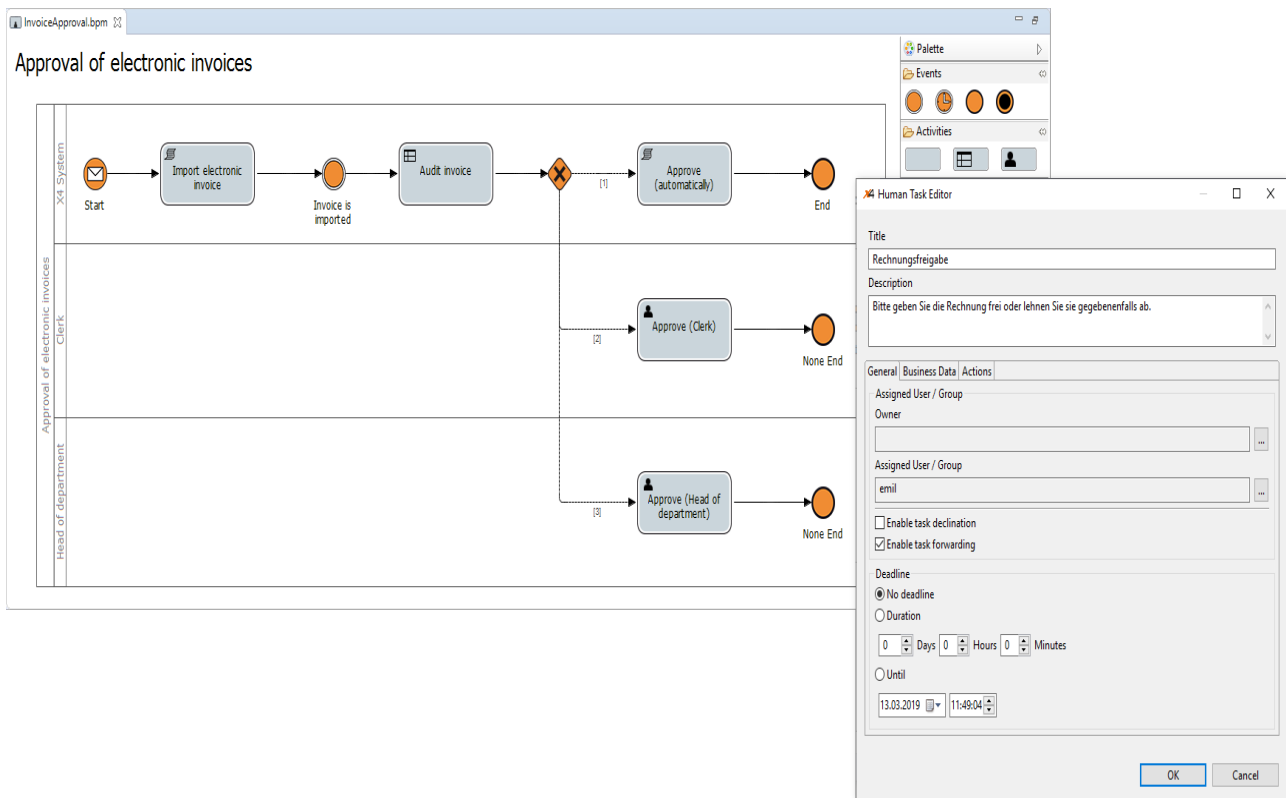 InvoiceApproval.bpm
Approval of electronic invoices
Palette
Events
Activities
Approval of electronic invoices
X4 System
Start
Import electronic
invoice
Invoice is
imported
Audit invoice
[1]
Approve
(automatically)
End
Clerk
[2]
Approve (Clerk)
None End
Head of department
[3]
Approve (Head of
department)
None End
X4 Human Task Editor
Title
Rechnungsfreigabe
Description
Bitte geben Sie die Rechnung frei oder lehnen Sie sie gegebenenfalls ab.
General Business Data Actions
Assigned User / Group
Owner
...
Assigned User / Group
emil
...
Enable task declination
Enable task forwarding
Deadline
No deadline
Duration
0 Days 0 Hours 0 Minutes
Until
13.03.2019 11:49:04
OK Cancel